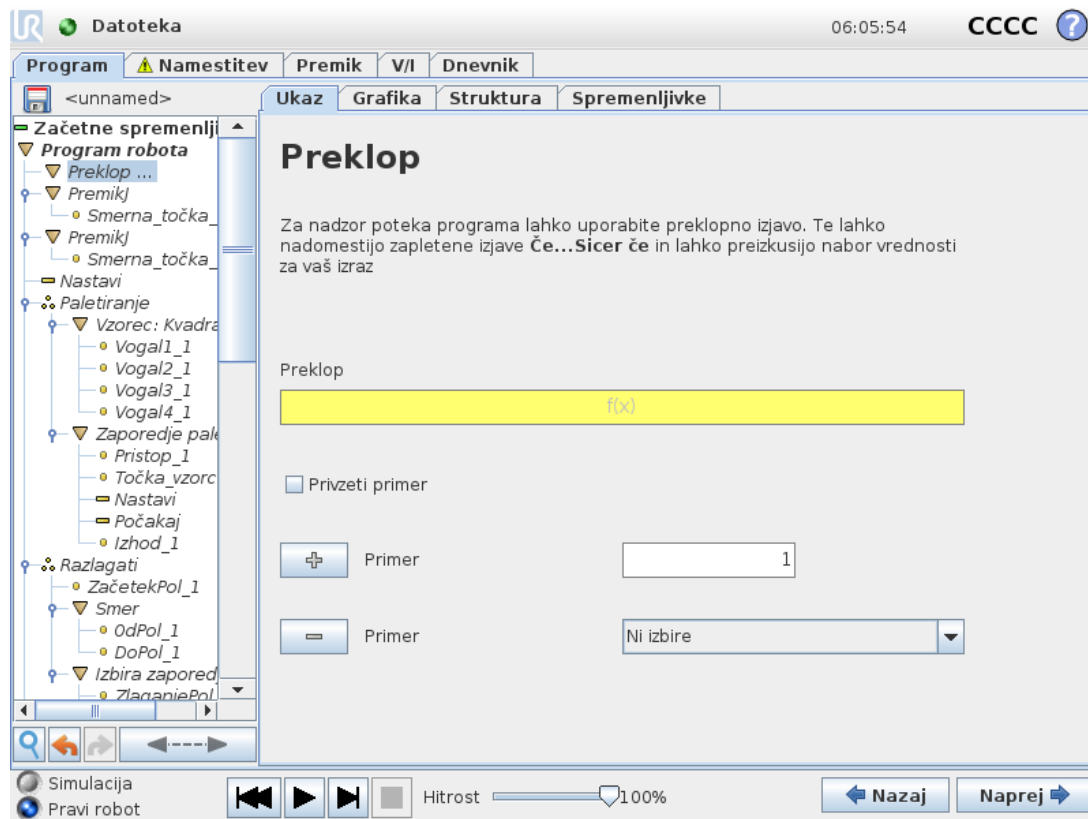 UR Datoteka 06:05:54 CCCC ?
Program Namestitev Premik V/I Dnevnik
<unnamed> Ukaz Grafika Struktura Spremenljivke
Začetne spremenlji
Program robota
Preklop ...
PremikJ
Smerna_točka_
PremikJ
Smerna_točka_
Nastavi
Paletiranje
Vzorec: Kvadra
Vogal1_1
Vogal2_1
Vogal3_1
Vogal4_1
Zaporedje pale
Pristop_1
Točka_vzorc
Nastavi
Počakaj
Izhod_1
Razlagati
ZačetekPol_1
Smer
OdPol_1
DoPol_1
Izbira zapored
ZlaganjePol
Preklop
Za nadzor poteka programa lahko uporabite preklopno izjavo. Te lahko
nadomestijo zapletene izjave Če...Sicer če in lahko preizkusijo nabor vrednosti
za vaš izraz
Preklop
f(x)
Privzeti primer
Primer 1
Primer Ni izbire
Simulacija
Pravi robot
Hitrost 100%
Nazaj Naprej